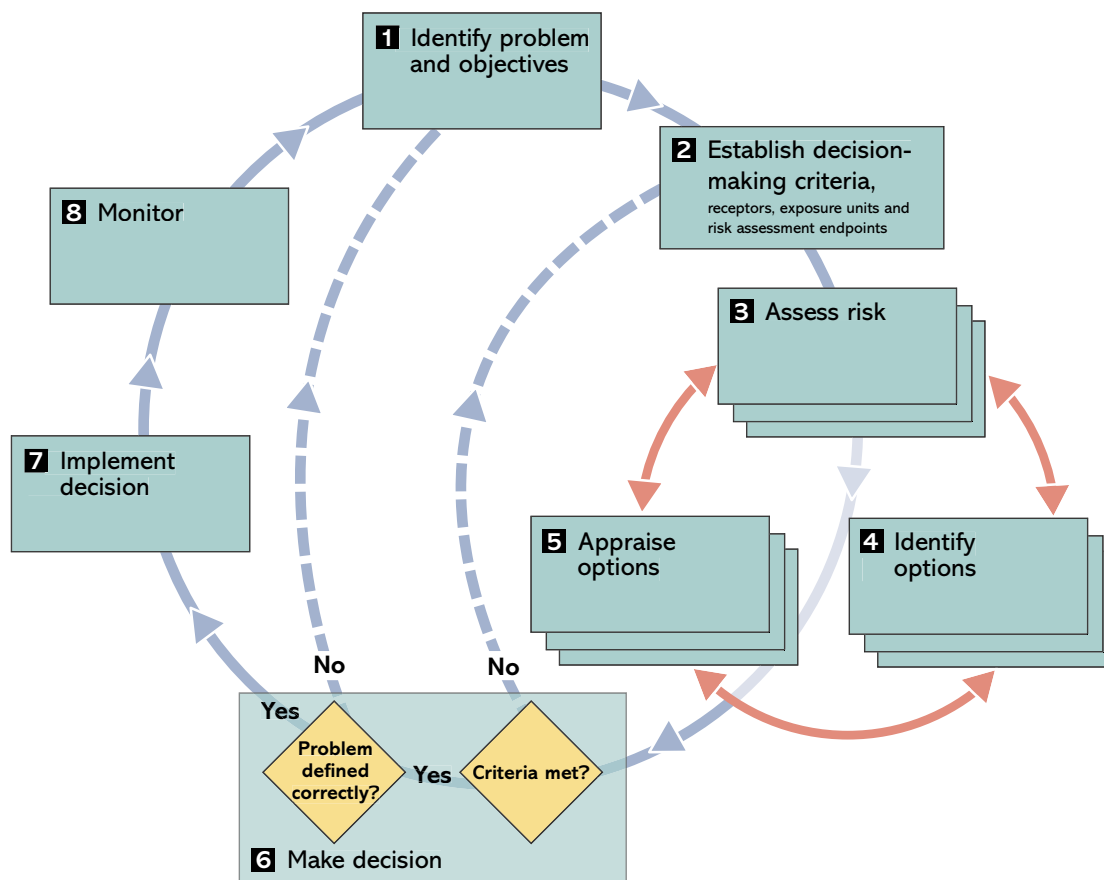 1 Identify problem
and objectives
2 Establish decision-
making criteria,
receptors, exposure units and
risk assessment endpoints
3 Assess risk
4 Identify
options
5 Appraise
options
No
No
Yes
Yes
Problem
defined
correctly?
Criteria met?
6 Make decision
7 Implement
decision
8 Monitor